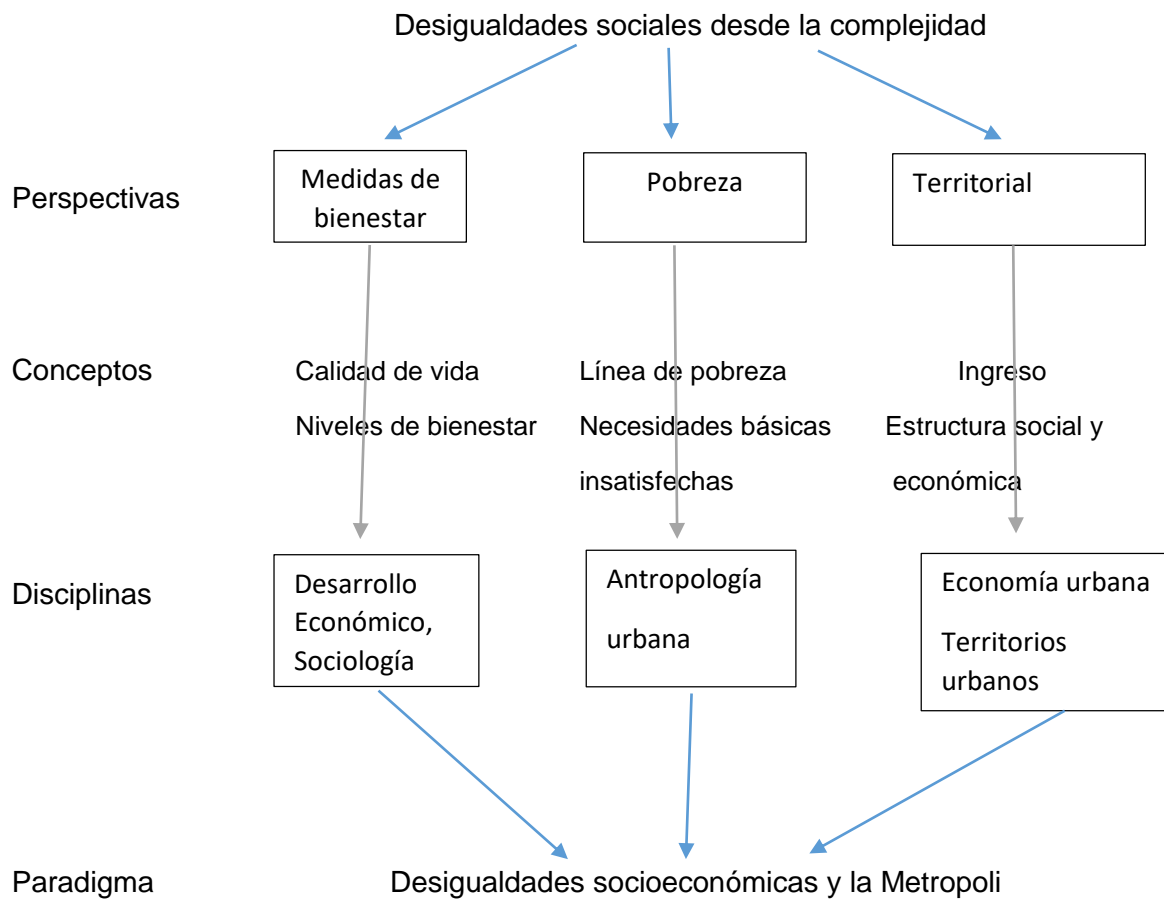 Desigualdades sociales desde la complejidad
Perspectivas
Medidas de
bienestar
Pobreza
Territorial
Conceptos
Calidad de vida
Niveles de bienestar
Línea de pobreza
Necesidades básicas
insatisfechas
Ingreso
Estructura social y
económica
Disciplinas
Desarrollo
Económico,
Sociología
Antropología
urbana
Economía urbana
Territorios
urbanos
Paradigma
Desigualdades socioeconómicas y la Metropoli